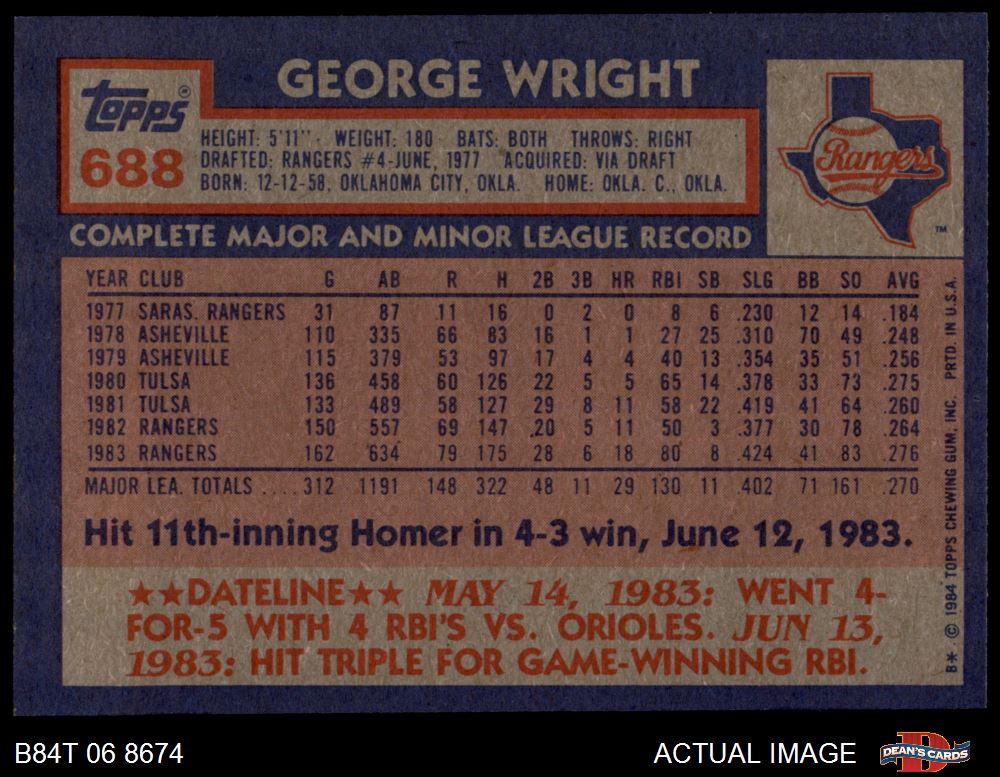 GEORGE WRIGHT
Topps®
688
HEIGHT: 5'11" · WEIGHT: 180 BATS: BOTH THROWS: RIGHT
DRAFTED: RANGERS #4-JUNE, 1977 ACQUIRED: VIA DRAFT
BORN: 12-12-58, OKLAHOMA CITY, OKLA. HOME: OKLA. C., OKLA.
Rangers
TM
COMPLETE MAJOR AND MINOR LEAGUE RECORD
YEAR CLUB G AB R H 2B 3B HR RBI SB SLG BB SO AVG
1977 SARAS. RANGERS 31 87 11 16 0 2 0 8 6 .230 12 14 .184
1978 ASHEVILLE 110 335 66 83 16 1 1 27 25 .310 70 49 .248
1979 ASHEVILLE 115 379 53 97 17 4 4 40 13 .354 35 51 .256
1980 TULSA 136 458 60 126 22 5 5 65 14 .378 33 73 .275
1981 TULSA 133 489 58 127 29 8 11 58 22 .419 41 64 .260
1982 RANGERS 150 557 69 147 20 5 11 50 3 .377 30 78 .264
1983 RANGERS 162 634 79 175 28 6 18 80 8 .424 41 83 .276
MAJOR LEA. TOTALS .... 312 1191 148 322 48 11 29 130 11 .402 71 161 .270
Hit 11th-inning Homer in 4-3 win, June 12, 1983.
★★DATELINE★★ MAY 14, 1983: WENT 4-
FOR-5 WITH 4 RBI'S VS. ORIOLES. JUN 13,
1983: HIT TRIPLE FOR GAME-WINNING RBI.
B*. © 1984 TOPPS CHEWING GUM, INC. PRTD. IN U.S.A.
B84T 06 8674
ACTUAL IMAGE
DEAN'S CARDS